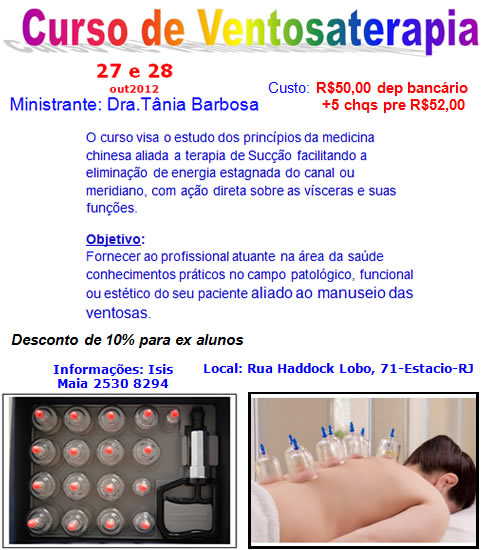 Curso de Ventosaterapia
27 e 28
out2012
Custo: R$50,00 dep bancário
+5 chqs pre R$52,00
Ministrante: Dra.Tânia Barbosa
O curso visa o estudo dos princípios da medicina
chinesa aliada a terapia de Sucção facilitando a
eliminação de energia estagnada do canal ou
meridiano, com ação direta sobre as vísceras e suas
funções.
Objetivo:
Fornecer ao profissional atuante na área da saúde
conhecimentos práticos no campo patológico, funcional
ou estético do seu paciente aliado ao manuseio das
ventosas.
Desconto de 10% para ex alunos
Informações: Isis
Maia 2530 8294
Local: Rua Haddock Lobo, 71-Estacio-RJ